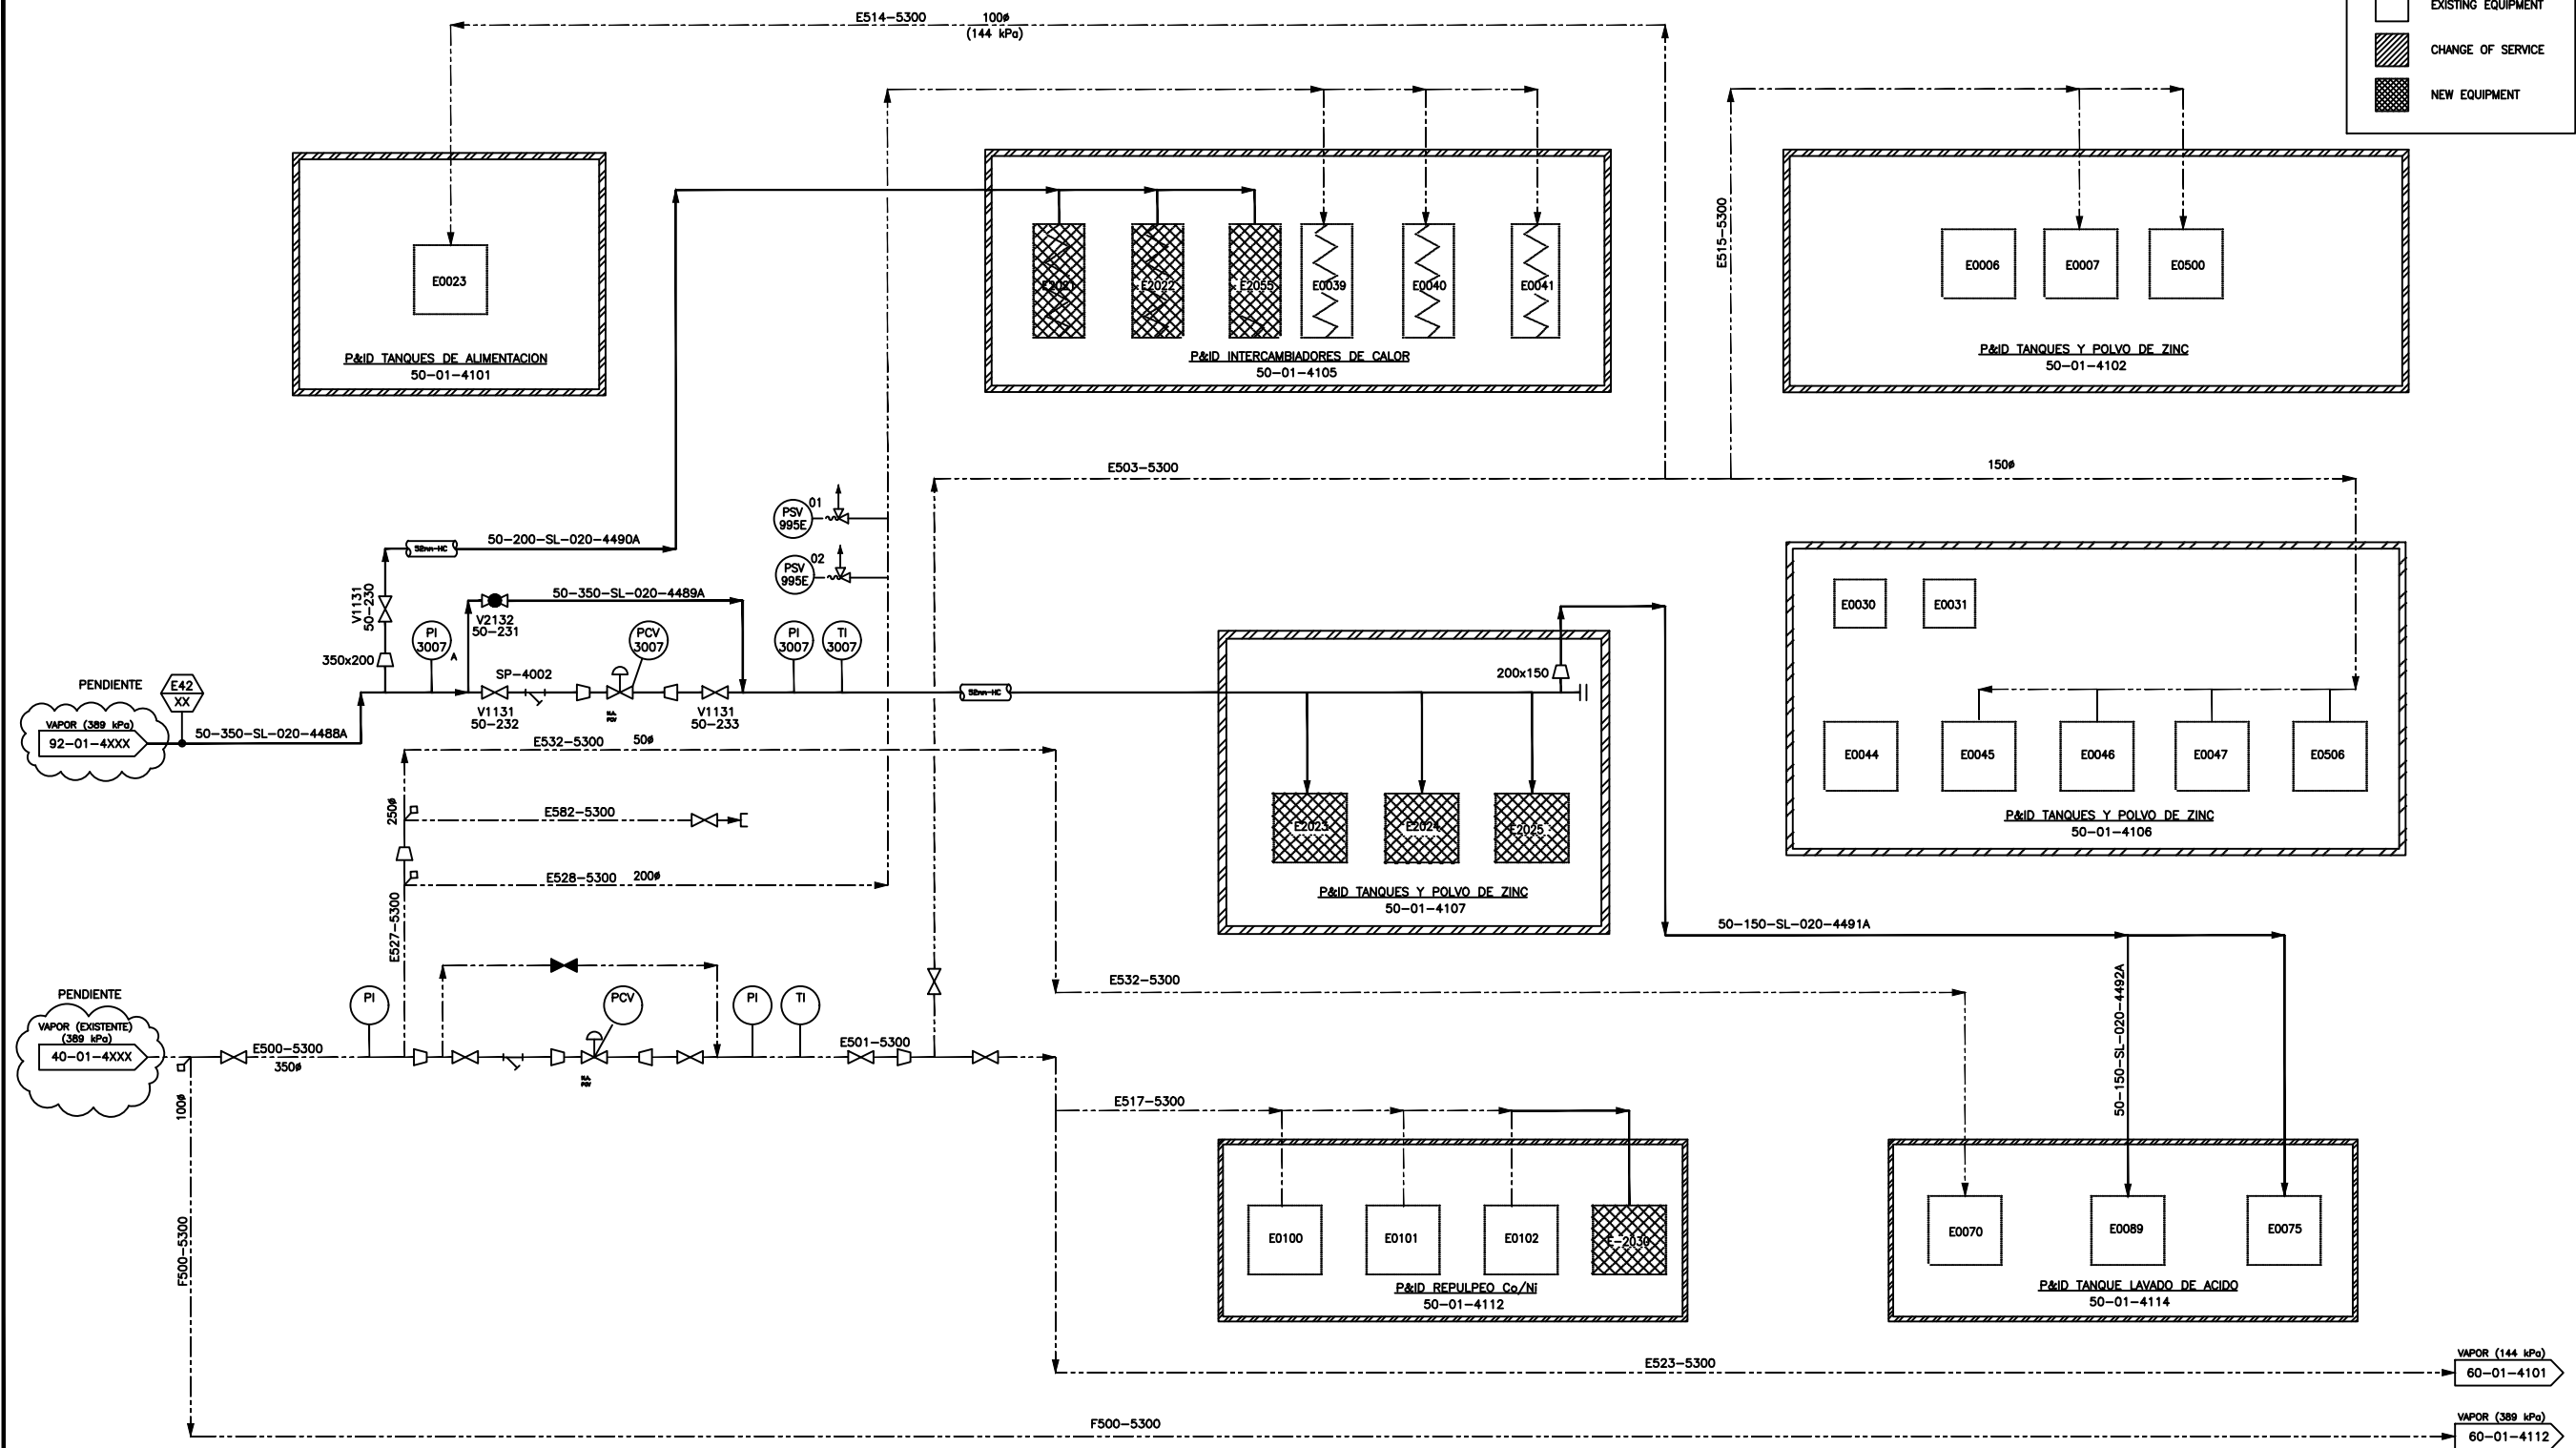 E514-5300 100ø
(144 kPa)
EXISTING EQUIPMENT
CHANGE OF SERVICE
NEW EQUIPMENT
E0023
P&ID TANQUES DE ALIMENTACION
50-01-4101
E2021
E2022
E2055
E0039
E0040
E0041
P&ID INTERCAMBIADORES DE CALOR
50-01-4105
E515-5300
E0006
E0007
E0500
P&ID TANQUES Y POLVO DE ZINC
50-01-4102
E503-5300
150ø
PSV
995E
01
PSV
995E
02
52mm-HC
50-200-SL-020-4490A
V1131
50-230
350x200
50-350-SL-020-4489A
V2132
50-231
PI
3007
A
PCV
3007
PI
3007
TI
3007
SP-4002
V1131
50-232
V1131
50-233
52mm-HC
200x150
PENDIENTE
E42
XX
VAPOR (389 kPa)
92-01-4XXX
50-350-SL-020-4488A
E532-5300 50ø
250ø
E582-5300
E528-5300 200ø
E527-5300
E2023
E2024
E2025
P&ID TANQUES Y POLVO DE ZINC
50-01-4107
E0030
E0031
E0044
E0045
E0046
E0047
E0506
P&ID TANQUES Y POLVO DE ZINC
50-01-4106
50-150-SL-020-4491A
50-150-SL-020-4492A
E532-5300
PENDIENTE
VAPOR (EXISTENTE)
(389 kPa)
40-01-4XXX
E500-5300
350ø
PI
PCV
PI
TI
E501-5300
100ø
F500-5300
E517-5300
E0100
E0101
E0102
E-2030
P&ID REPULPEO Co/Ni
50-01-4112
E0070
E0089
E0075
P&ID TANQUE LAVADO DE ACIDO
50-01-4114
E523-5300
VAPOR (144 kPa)
60-01-4101
F500-5300
VAPOR (389 kPa)
60-01-4112